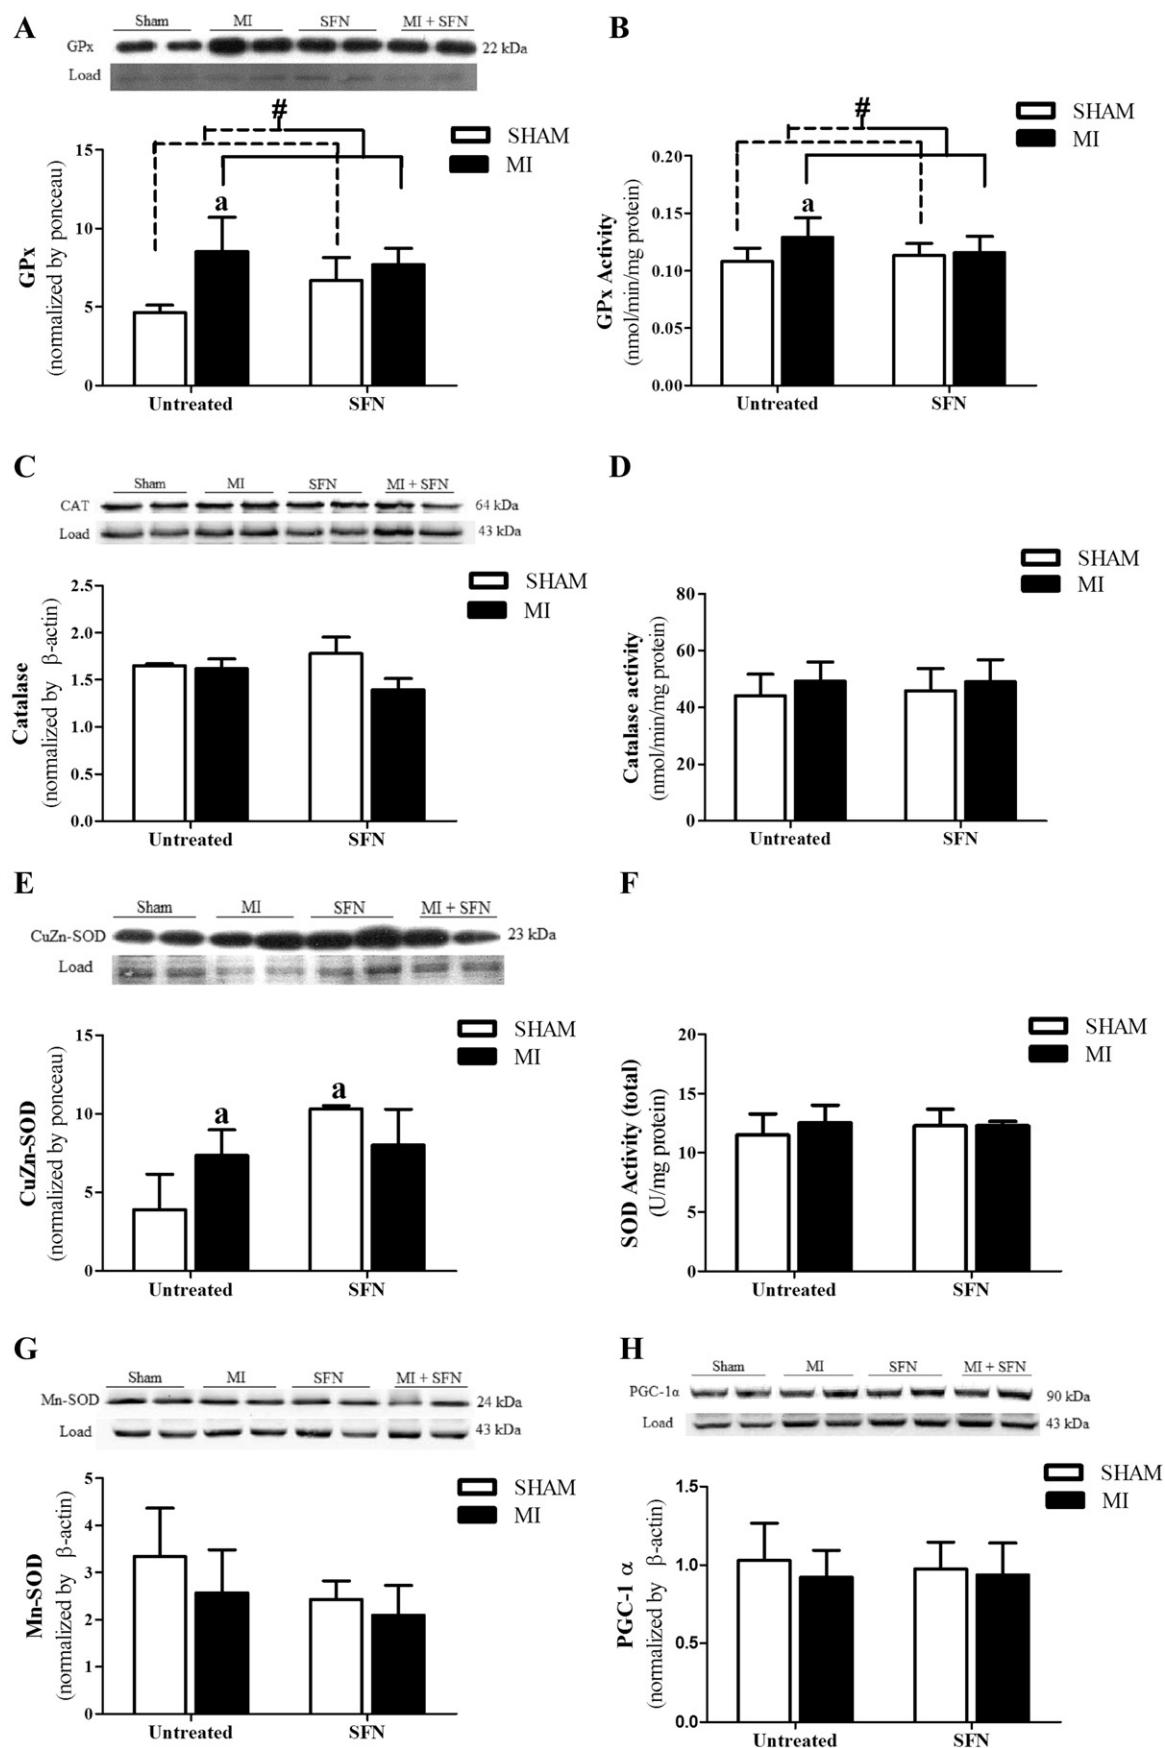 A
Sham MI SFN MI + SFN
GPx 22 kDa
Load
#
SHAM
MI
GPx
(normalized by ponceau)
15
10
5
0
a
Untreated SFN
B
#
SHAM
MI
GPx Activity
(nmol/min/mg protein)
0.20
0.15
0.10
0.05
0.00
a
Untreated SFN
C
Sham MI SFN MI + SFN
CAT 64 kDa
Load 43 kDa
SHAM
MI
Catalase
(normalized by β-actin)
2.5
2.0
1.5
1.0
0.5
0.0
Untreated SFN
D
SHAM
MI
Catalase activity
(nmol/min/mg protein)
80
60
40
20
0
Untreated SFN
E
Sham MI SFN MI + SFN
CuZn-SOD 23 kDa
Load
SHAM
MI
CuZn-SOD
(normalized by ponceau)
15
10
5
0
a
a
Untreated SFN
F
SHAM
MI
SOD Activity (total)
(U/mg protein)
20
15
10
5
0
Untreated SFN
G
Sham MI SFN MI + SFN
Mn-SOD 24 kDa
Load 43 kDa
SHAM
MI
Mn-SOD
(normalized by β-actin)
5
4
3
2
1
0
Untreated SFN
H
Sham MI SFN MI + SFN
PGC-1α 90 kDa
Load 43 kDa
SHAM
MI
PGC-1 α
(normalized by β-actin)
1.5
1.0
0.5
0.0
Untreated SFN